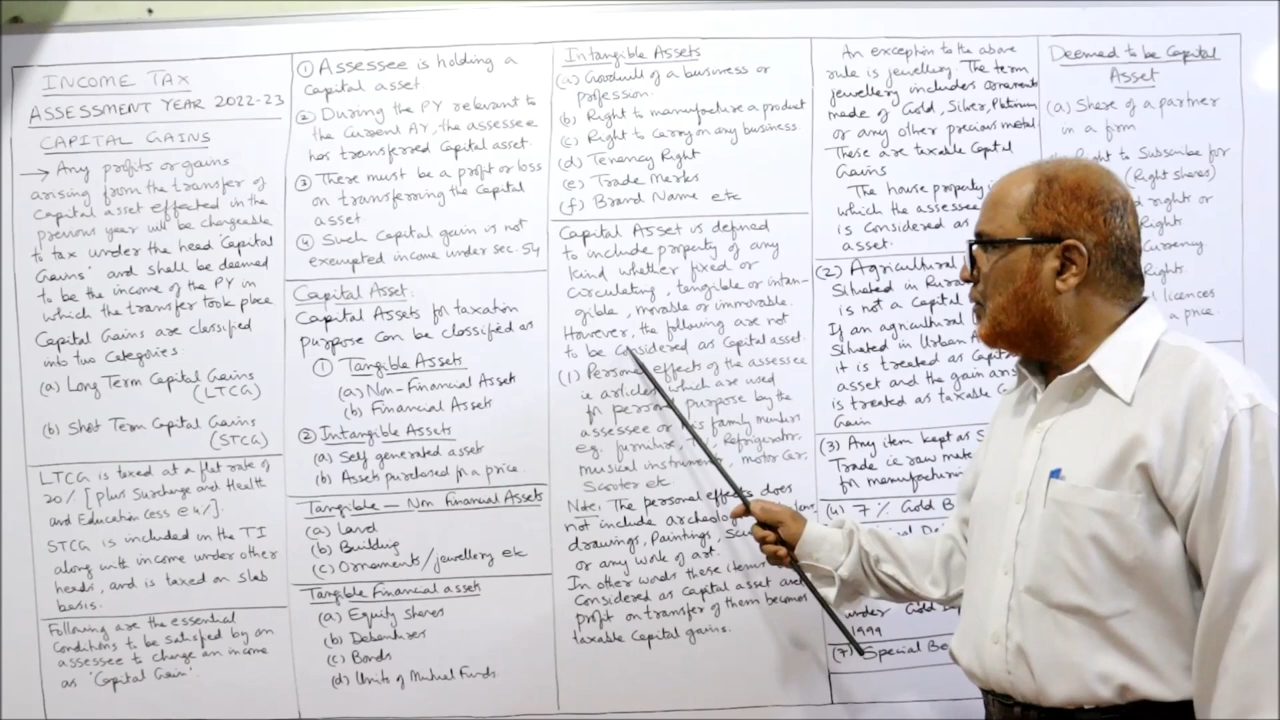 INCOME TAX
ASSESSMENT YEAR 2022-23
CAPITAL GAINS
→ Any profits or gains
arising from the transfer of
Capital asset effected in the
previous year will be chargeable
to tax under the head Capital
Gains" and shall be deemed
to be the income of the PY in
which the transfer took place
Capital Gains are classified
into two Categories.
(a) Long Term Capital Gains
(LTCG)
(b) Short Term Capital Gains
(STCG)
LTCG is taxed at a flat rate of
20% [plus Surcharge and Health
and Education Cess @ 4%].
STCG is included in the TI
along with income under other
heads, and is taxed on slab
basis.
Following are the essential
Conditions to be satisfied by an
assessee to charge an income
as 'Capital Gain'.
① Assessee is holding a
Capital asset
② During the PY relevant to
the Current AY, the assessee
has transferred Capital asset.
③ There must be a profit or loss
on transferring the Capital
asset.
④ Such Capital gain is not
exempted income under sec. 54
Capital Asset:
Capital Assets for taxation
purpose can be classified as
① Tangible Assets
(a) Non-Financial Asset
(b) Financial Assets
② Intangible Assets
(a) Self generated asset
(b) Assets purchased for a price.
Tangible — Non Financial Assets
(a) Land
(b) Building
(c) Ornaments/jewellery etc
Tangible Financial assets
(a) Equity Shares
(b) Debentures
(c) Bonds
(d) Units of Mutual Funds.
Intangible Assets
(a) Goodwill of a business or
profession.
(b) Right to manufacture a product
(c) Right to Carry on any business.
(d) Tenancy Right
(e) Trade Marks
(f) Brand Name etc
Capital Asset is defined
to include property of any
kind whether fixed or
Circulating, tangible or intan-
gible, movable or immovable.
However, the following are not
to be Considered as Capital asset.
(1) Personal effects of the assessee
ie articles which are used
for personal purpose by the
assessee or his family members
e.g. furniture, Refrigerator,
musical instruments, motor Car,
Scooter etc.
Note: The personal effects does
not include archeological
drawings, Paintings,
or any work of art.
In other words these items
Considered as Capital asset and
profit on transfer of them becomes
taxable Capital gains.
An exception to the above
rule is jewellery. The term
jewellery includes ornaments
made of Gold, Silver, Platinum
or any other precious metal
These are taxable Capital
Gains
The house property
which the assessee
is considered as
asset.
(2) Agricultural
Situated in Rural
is not a Capital
If an agricultural
Situated in Urban
it is treated as Capital
asset and the gain
is treated as taxable
Gain
(3) Any item kept as
Trade i.e. raw
for manufacturing
(4) 7% Gold
under Gold
1999
(7) Special
Deemed to be Capital
Asset
(a) Share of a partner
in a firm
Right to Subscribe for
(Right shares)
right or
Right.
Currency
Rights.
licences
a price.